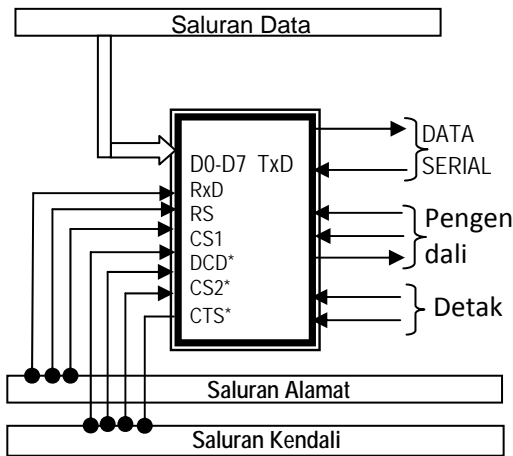 Saluran Data
D0-D7 TxD
RxD
RS
CS1
DCD*
CS2*
CTS*
DATA
SERIAL
Pengen
dali
Detak
Saluran Alamat
Saluran Kendali